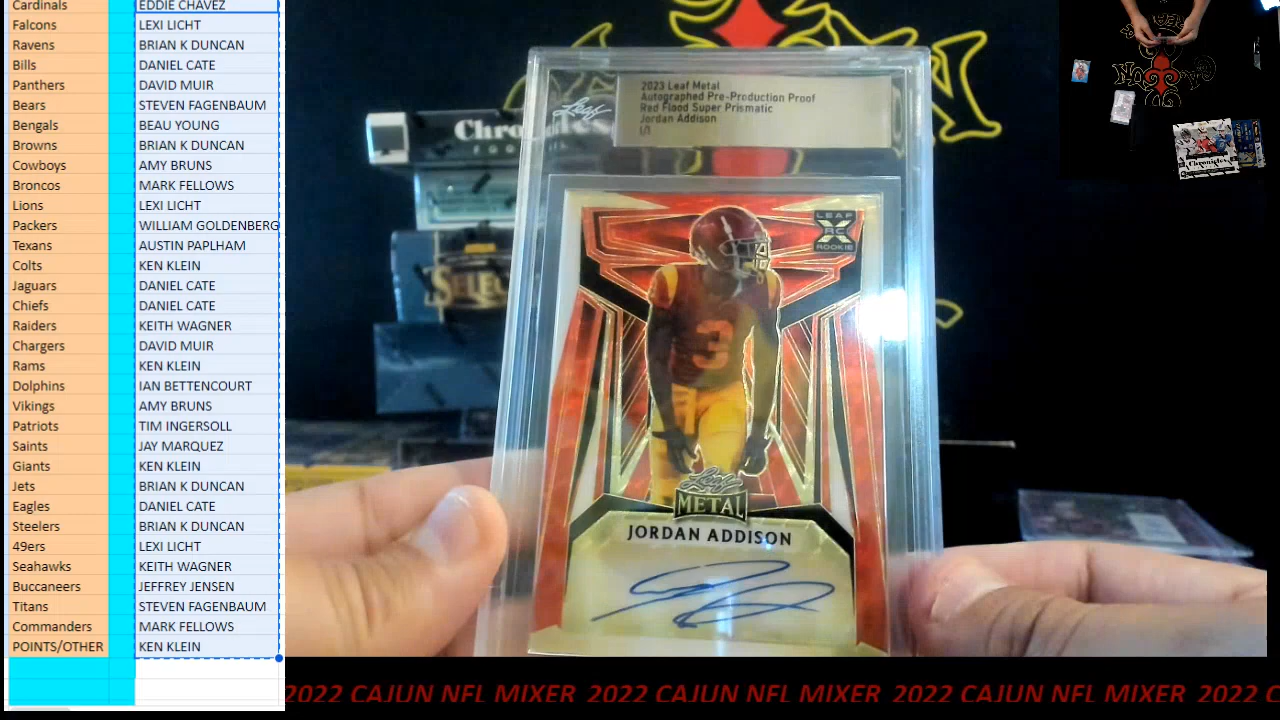 Cardinals EDDIE CHAVEZ
Falcons LEXI LICHT
Ravens BRIAN K DUNCAN
Bills DANIEL CATE
Panthers DAVID MUIR
Bears STEVEN FAGENBAUM
Bengals BEAU YOUNG
Browns BRIAN K DUNCAN
Cowboys AMY BRUNS
Broncos MARK FELLOWS
Lions LEXI LICHT
Packers WILLIAM GOLDENBERG
Texans AUSTIN PAPLHAM
Colts KEN KLEIN
Jaguars DANIEL CATE
Chiefs DANIEL CATE
Raiders KEITH WAGNER
Chargers DAVID MUIR
Rams KEN KLEIN
Dolphins IAN BETTENCOURT
Vikings AMY BRUNS
Patriots TIM INGERSOLL
Saints JAY MARQUEZ
Giants KEN KLEIN
Jets BRIAN K DUNCAN
Eagles DANIEL CATE
Steelers BRIAN K DUNCAN
49ers LEXI LICHT
Seahawks KEITH WAGNER
Buccaneers JEFFREY JENSEN
Titans STEVEN FAGENBAUM
Commanders MARK FELLOWS
POINTS/OTHER KEN KLEIN
Leaf
2023 Leaf Metal
Autographed Pre-Production Proof
Red Flood Super Prismatic
Jordan Addison
1/1
LEAF
RC
ROOKIE
3
Leaf
METAL
JORDAN ADDISON
Chronicles
FOOTBALL
SELEC
Chronicles
2022 CAJUN NFL MIXER 2022 CAJUN NFL MIXER 2022 CAJUN NFL MIXER 2022 C